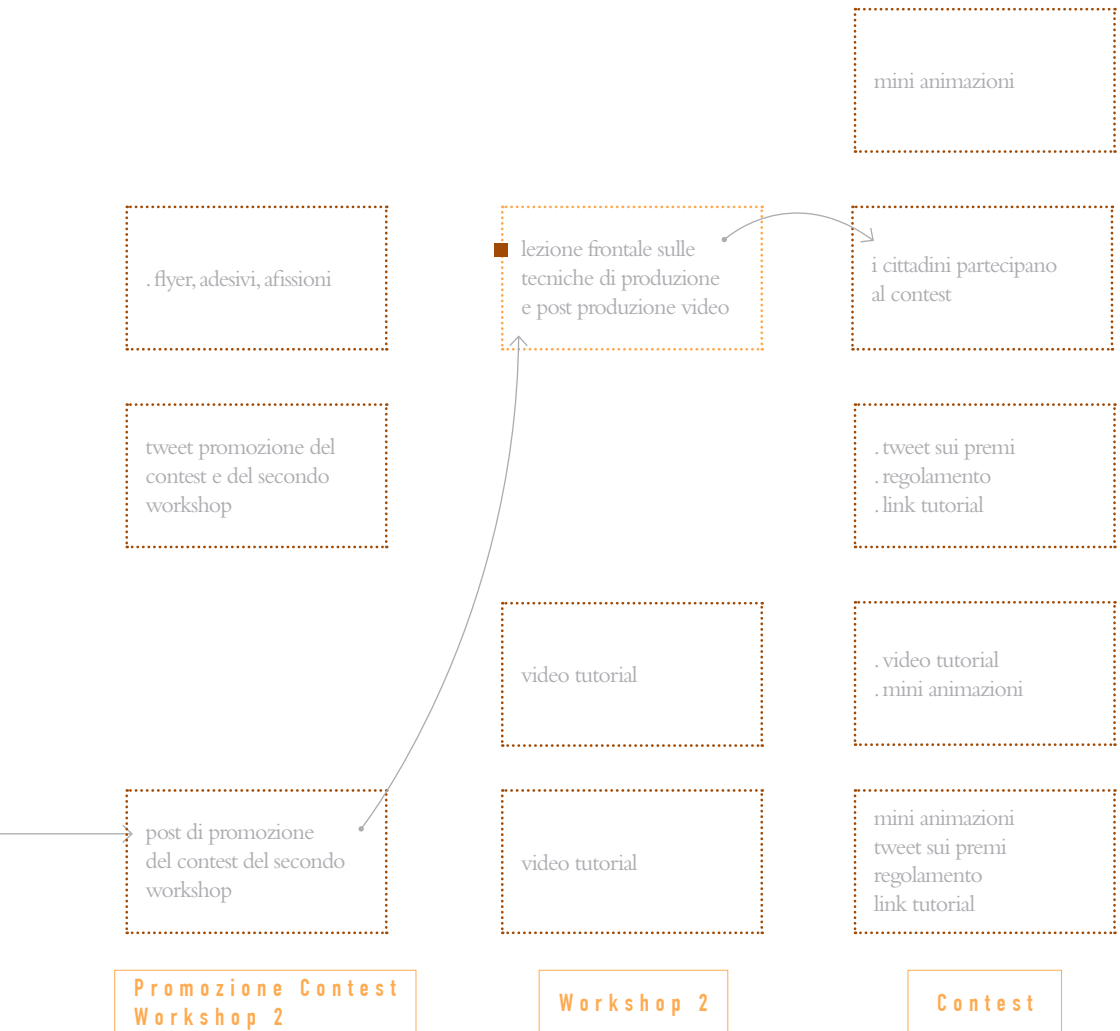 mini animazioni
. flyer, adesivi, afissioni
lezione frontale sulle
tecniche di produzione
e post produzione video
i cittadini partecipano
al contest
tweet promozione del
contest e del secondo
workshop
. tweet sui premi
. regolamento
. link tutorial
video tutorial
. video tutorial
. mini animazioni
post di promozione
del contest del secondo
workshop
video tutorial
mini animazioni
tweet sui premi
regolamento
link tutorial
Promozione Contest
Workshop 2
Workshop 2
Contest